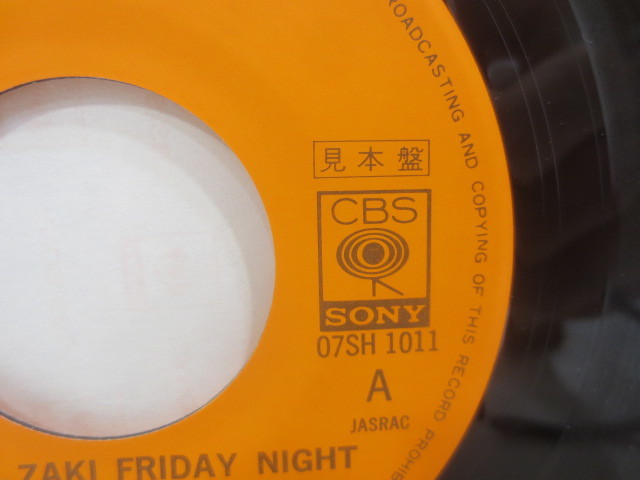 ROADCASTING AND COPYING OF THIS RECORD PROHIB
見本盤
CBS
SONY
07SH 1011
A
JASRAC
ZAKI FRIDAY NIGHT